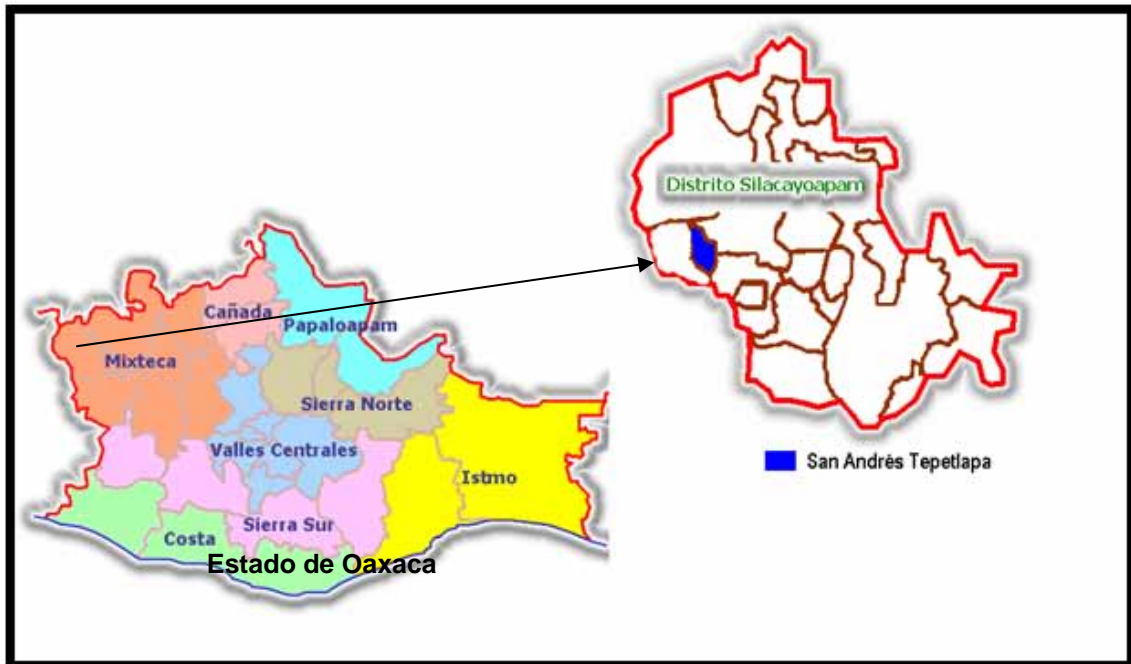 Distrito Silacayoapam
Cañada
Papaloapam
Mixteca
Sierra Norte
Valles Centrales
Istmo
San Andrés Tepetlapa
Sierra Sur
Costa
Estado de Oaxaca